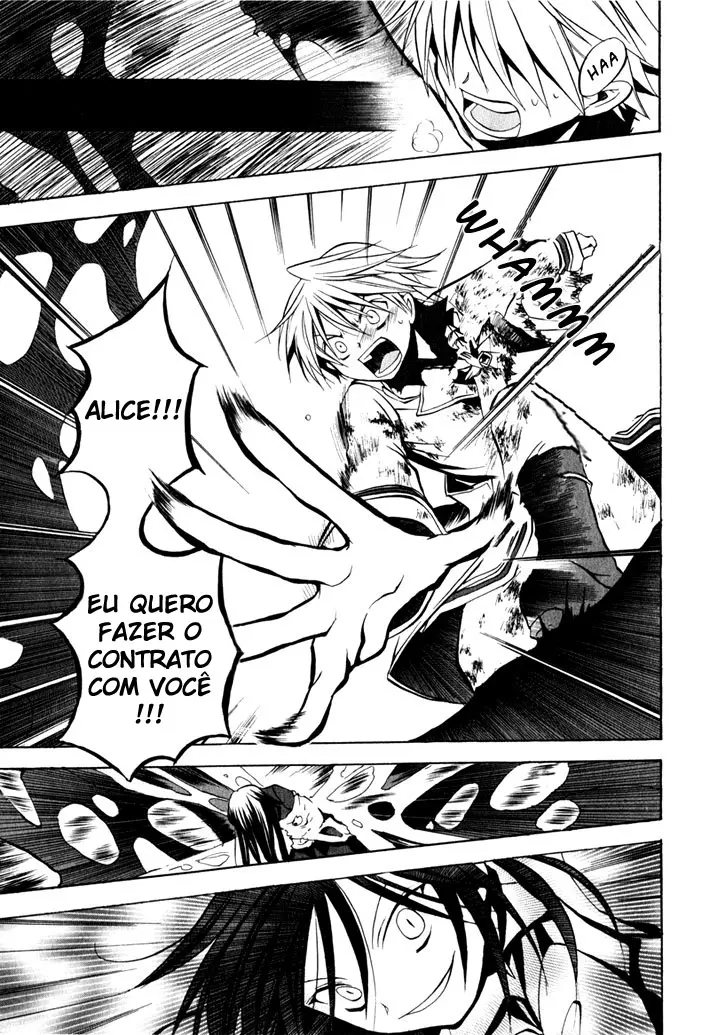 HAA
WHAMMM
ALICE!!!
EU QUERO
FAZER O
CONTRATO
COM VOCÊ
!!!